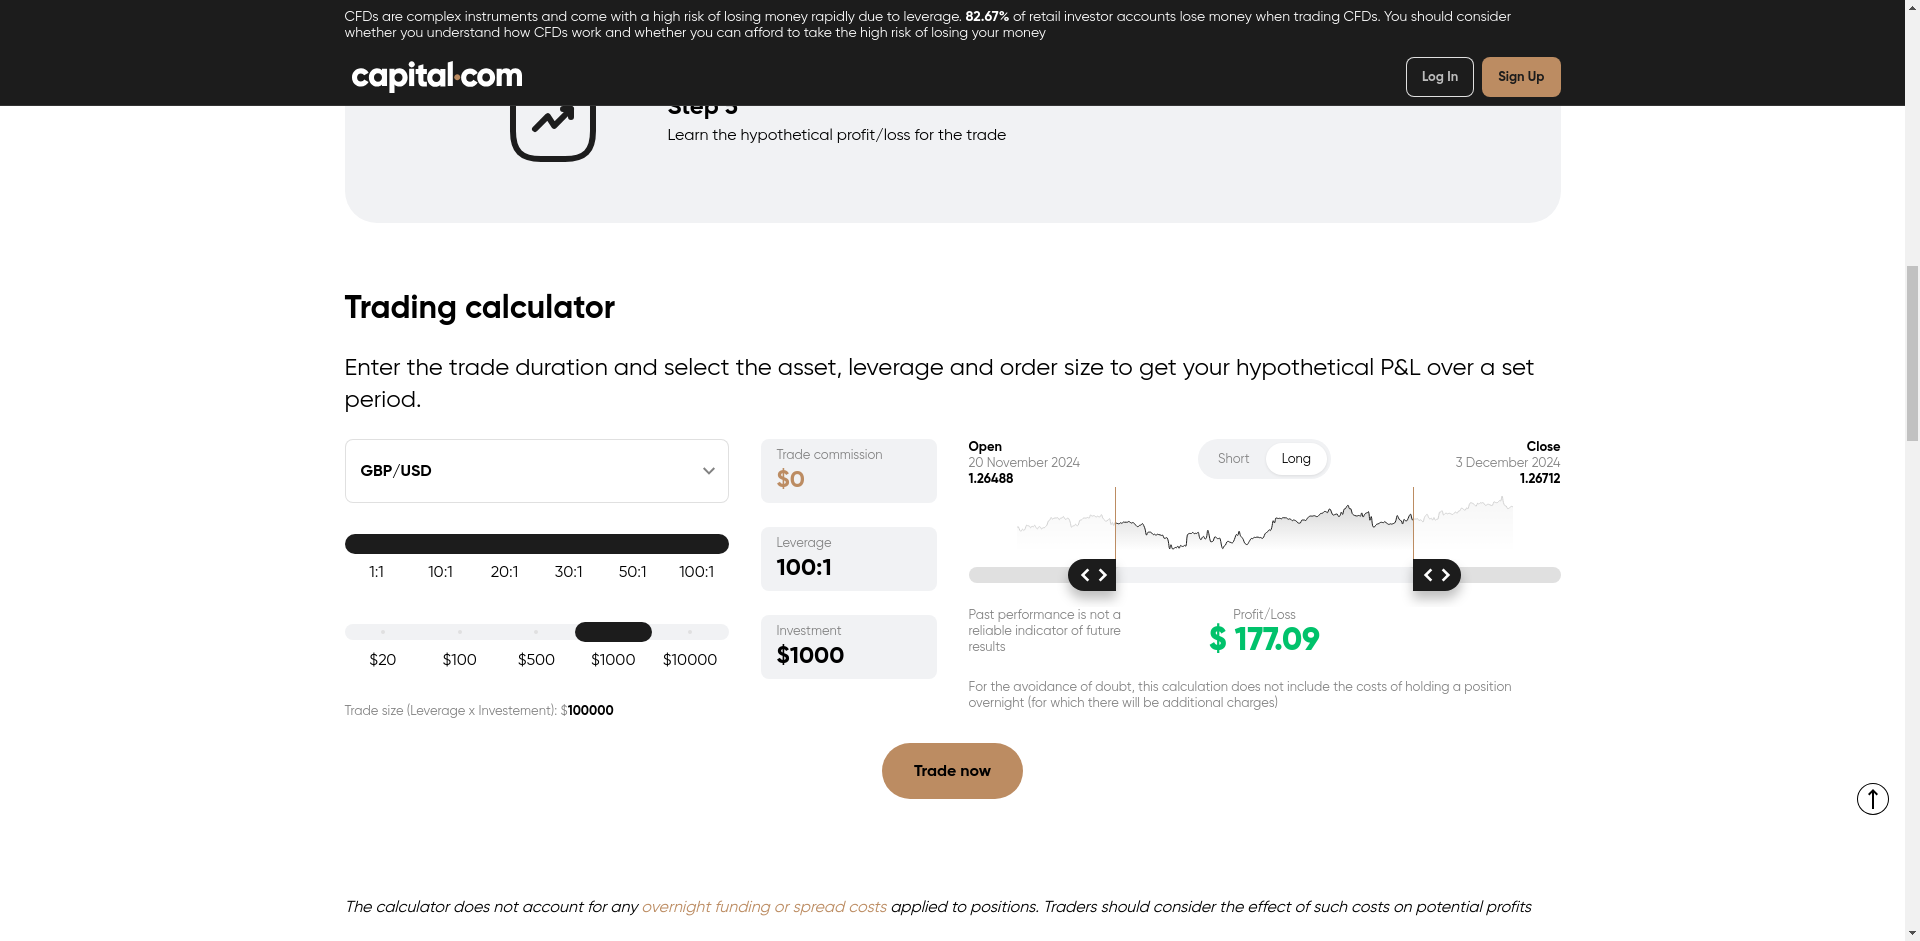 CFDs are complex instruments and come with a high risk of losing money rapidly due to leverage. 82.67% of retail investor accounts lose money when trading CFDs. You should consider
whether you understand how CFDs work and whether you can afford to take the high risk of losing your money
capital.com
Log In
Sign Up
Step 3
Learn the hypothetical profit/loss for the trade
Trading calculator
Enter the trade duration and select the asset, leverage and order size to get your hypothetical P&L over a set
period.
GBP/USD
1:1 10:1 20:1 30:1 50:1 100:1
$20 $100 $500 $1000 $10000
Trade size (Leverage x Investement): $100000
Trade commission
$0
Leverage
100:1
Investment
$1000
Open
20 November 2024
1.26488
Short Long
Close
3 December 2024
1.26712
Past performance is not a
reliable indicator of future
results
Profit/Loss
$ 177.09
For the avoidance of doubt, this calculation does not include the costs of holding a position
overnight (for which there will be additional charges)
Trade now
The calculator does not account for any overnight funding or spread costs applied to positions. Traders should consider the effect of such costs on potential profits